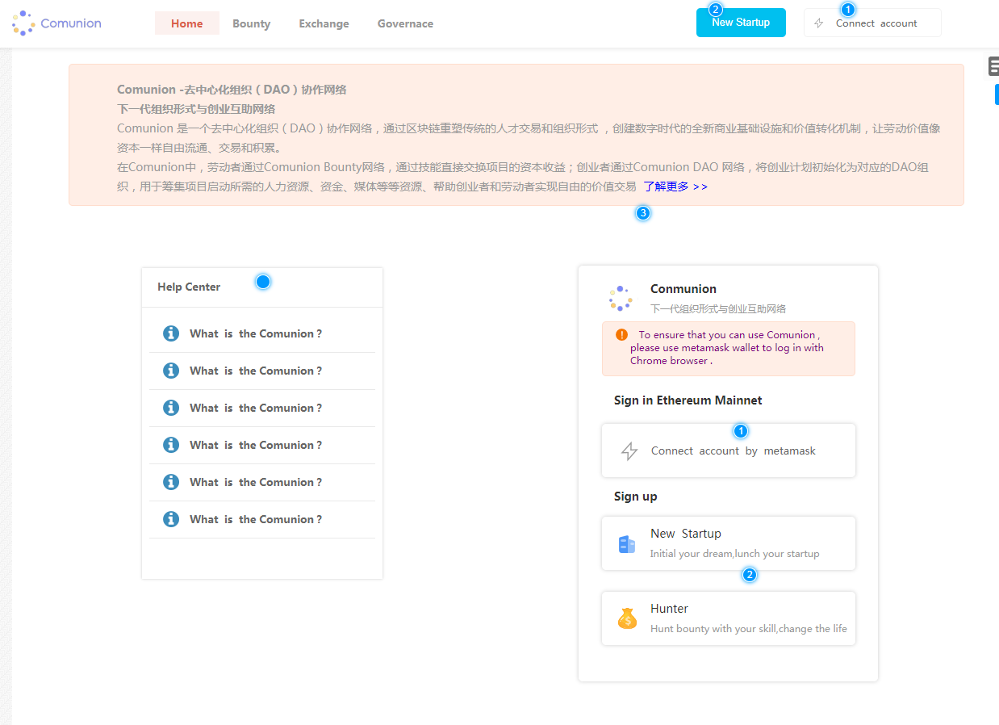 Comunion
Home
Bounty
Exchange
Governace
2
New Startup
1
Connect account
Comunion -去中心化组织（DAO）协作网络
下一代组织形式与创业互助网络
Comunion 是一个去中心化组织（DAO）协作网络，通过区块链重塑传统的人才交易和组织形式 ，创建数字时代的全新商业基础设施和价值转化机制，让劳动价值像
资本一样自由流通、交易和积累。
在Comunion中，劳动者通过Comunion Bounty网络，通过技能直接交换项目的资本收益；创业者通过Comunion DAO 网络，将创业计划初始化为对应的DAO组
织，用于筹集项目启动所需的人力资源、资金、媒体等等资源、帮助创业者和劳动者实现自由的价值交易 了解更多 >>
3
Help Center
What is the Comunion ?
What is the Comunion ?
What is the Comunion ?
What is the Comunion ?
What is the Comunion ?
What is the Comunion ?
Conmunion
下一代组织形式与创业互助网络
To ensure that you can use Comunion ,
please use metamask wallet to log in with
Chrome browser .
Sign in Ethereum Mainnet
1
Connect account by metamask
Sign up
New Startup
Initial your dream,lunch your startup
2
Hunter
Hunt bounty with your skill,change the life